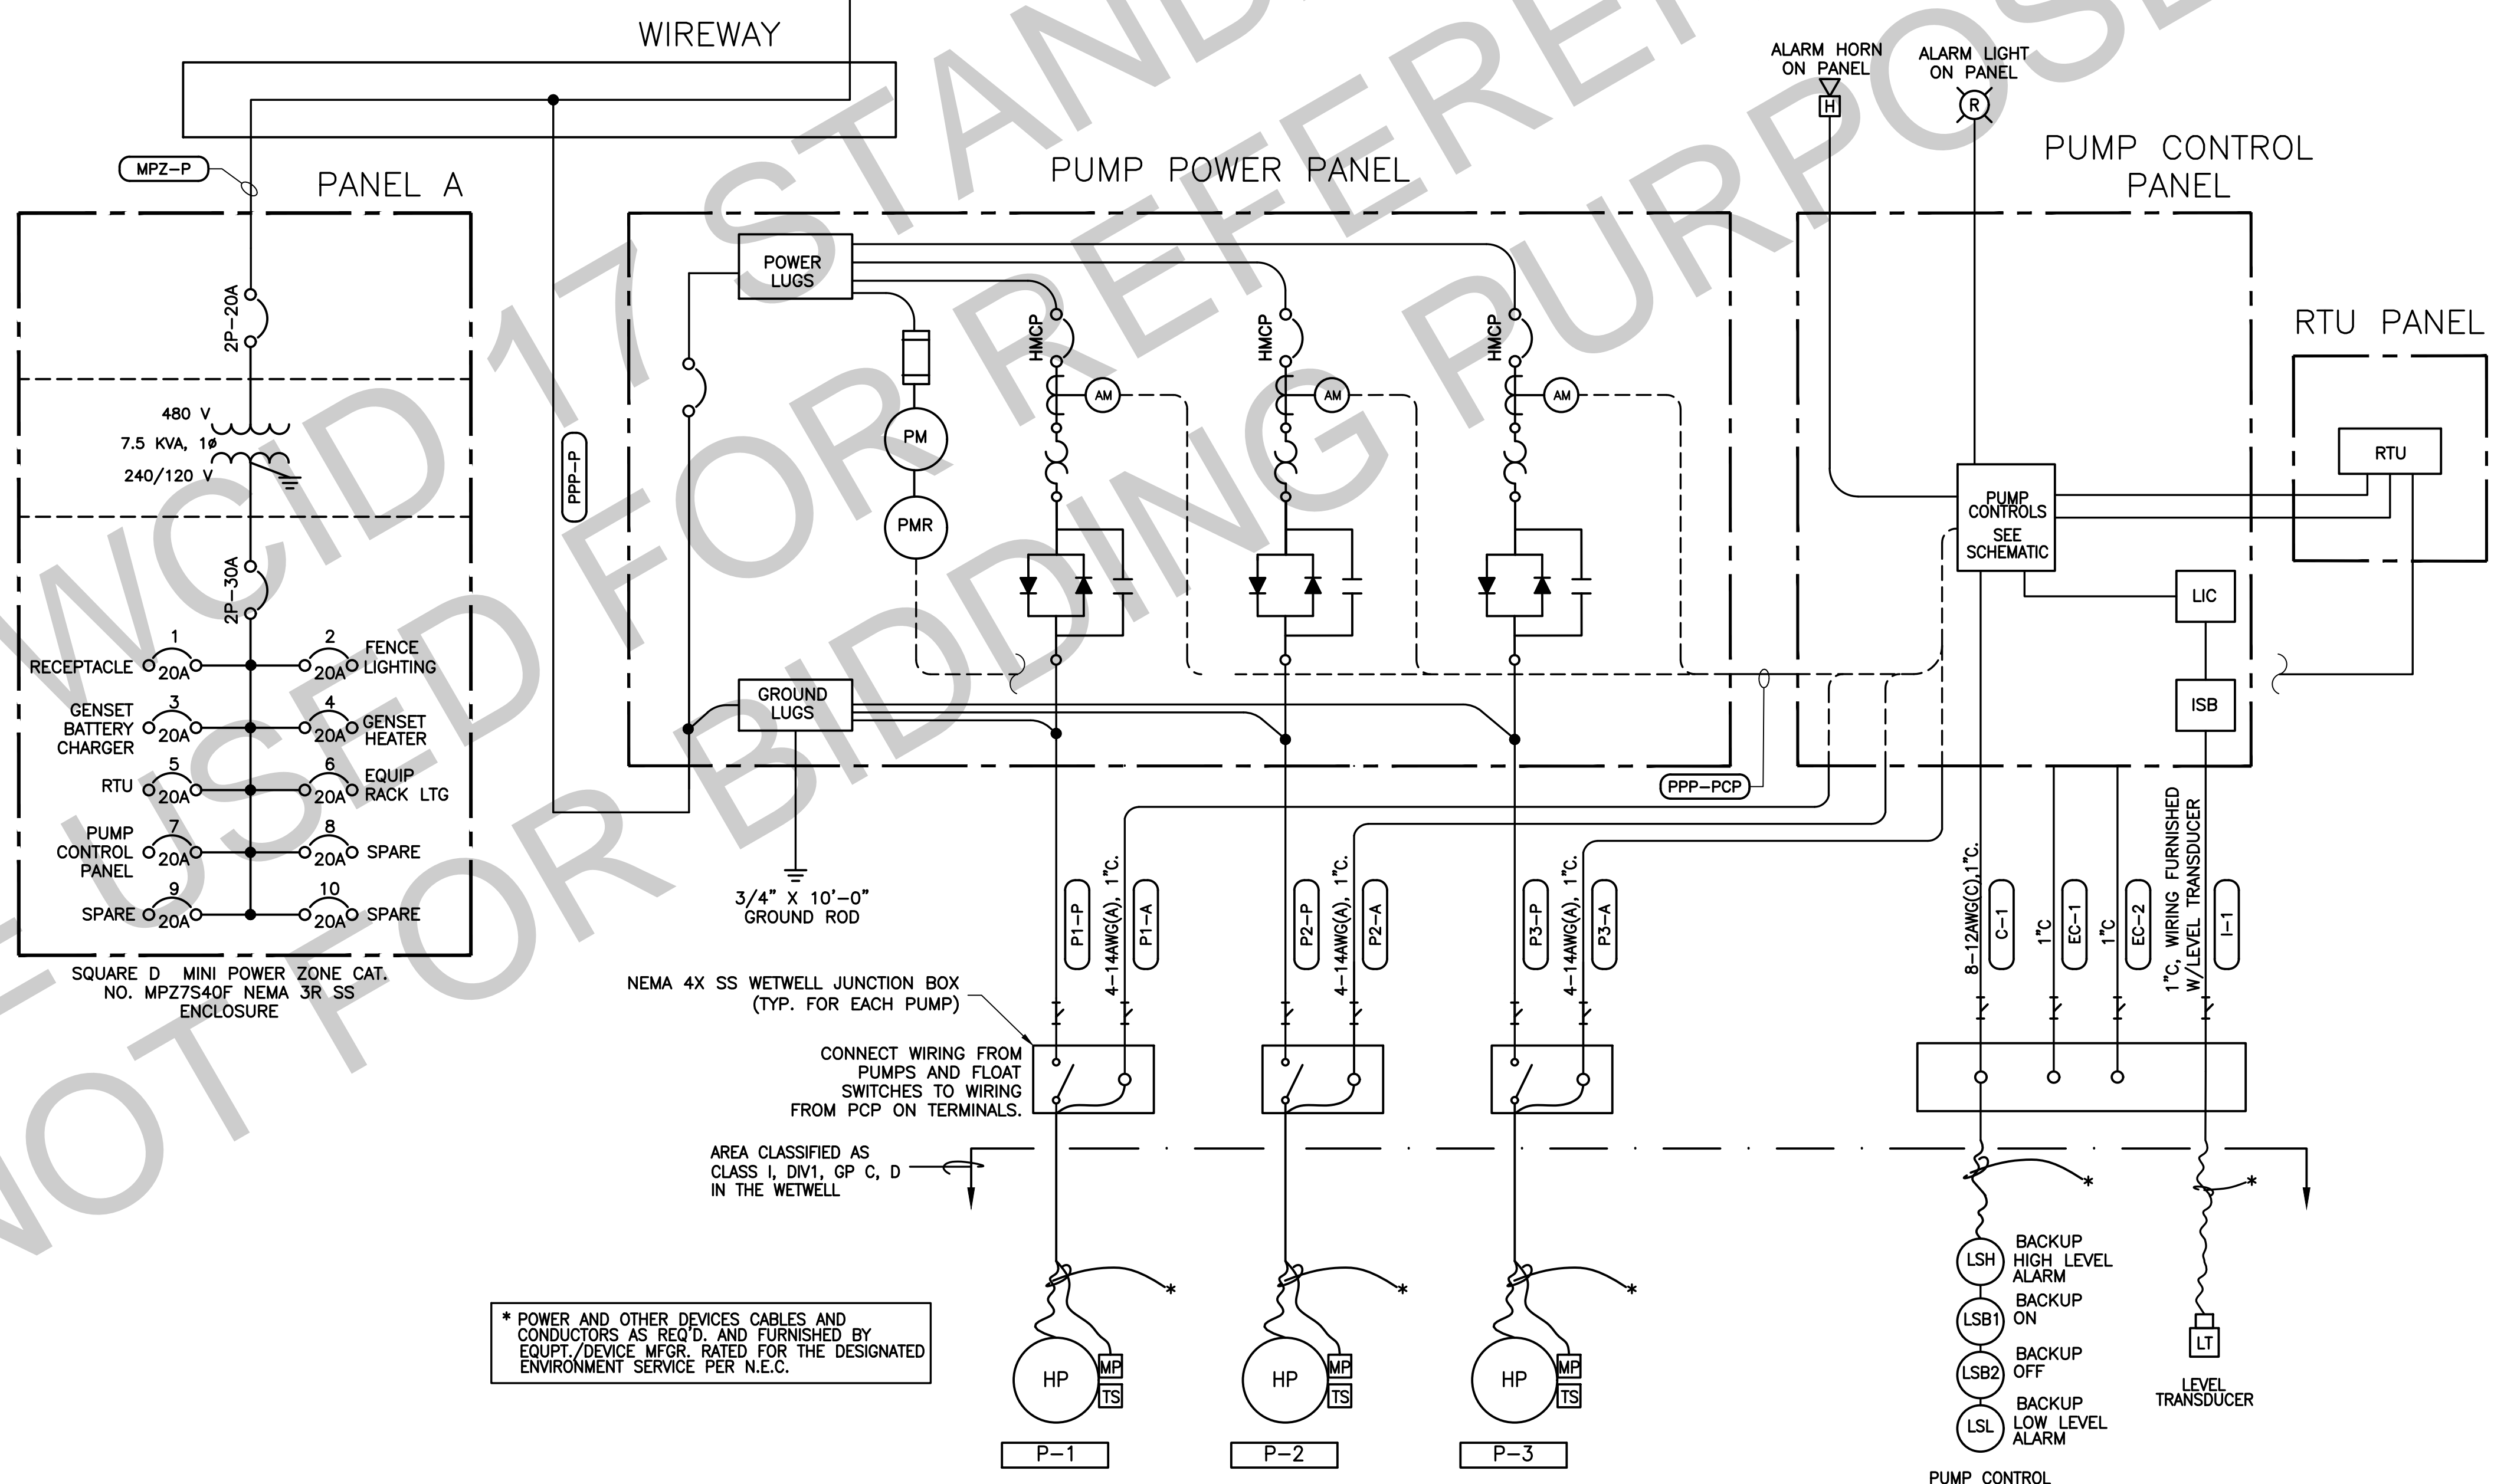 WIREWAY
MPZ-P
PANEL A
2P-20A
480 V
7.5 KVA, 1ø
240/120 V
2P-30A
1
RECEPTACLE
20A
2
FENCE
LIGHTING
20A
3
GENSET
BATTERY
CHARGER
20A
4
GENSET
HEATER
20A
5
RTU
20A
6
EQUIP
RACK LTG
20A
7
PUMP
CONTROL
PANEL
20A
8
SPARE
20A
9
SPARE
20A
10
SPARE
20A
SQUARE D MINI POWER ZONE CAT.
NO. MPZ7S40F NEMA 3R SS
ENCLOSURE
PPP-P
PUMP POWER PANEL
POWER
LUGS
PM
PMR
HMCP
AM
HMCP
AM
HMCP
AM
GROUND
LUGS
3/4" X 10'-0"
GROUND ROD
PPP-PCP
ALARM HORN
ON PANEL
H
ALARM LIGHT
ON PANEL
R
PUMP CONTROL
PANEL
PUMP
CONTROLS
SEE
SCHEMATIC
LIC
ISB
RTU PANEL
RTU
P1-P
4-14AWG(A), 1"C.
P1-A
P2-P
4-14AWG(A), 1"C.
P2-A
P3-P
4-14AWG(A), 1"C.
P3-A
8-12AWG(C),1"C.
C-1
1"C
EC-1
1"C
EC-2
1"C, WIRING FURNISHED
W/LEVEL TRANSDUCER
I-1
NEMA 4X SS WETWELL JUNCTION BOX
(TYP. FOR EACH PUMP)
CONNECT WIRING FROM
PUMPS AND FLOAT
SWITCHES TO WIRING
FROM PCP ON TERMINALS.
AREA CLASSIFIED AS
CLASS I, DIV1, GP C, D
IN THE WETWELL
* POWER AND OTHER DEVICES CABLES AND
CONDUCTORS AS REQ'D. AND FURNISHED BY
EQUPT./DEVICE MFGR. RATED FOR THE DESIGNATED
ENVIRONMENT SERVICE PER N.E.C.
*
HP
MP
TS
P-1
*
HP
MP
TS
P-2
*
HP
MP
TS
P-3
*
LSH
BACKUP
HIGH LEVEL
ALARM
LSB1
BACKUP
ON
LSB2
BACKUP
OFF
LSL
BACKUP
LOW LEVEL
ALARM
PUMP CONTROL
*
LT
LEVEL
TRANSDUCER
WCID 17 STAND
USED FOR REFERE
NOT FOR BIDDING PURPOSE